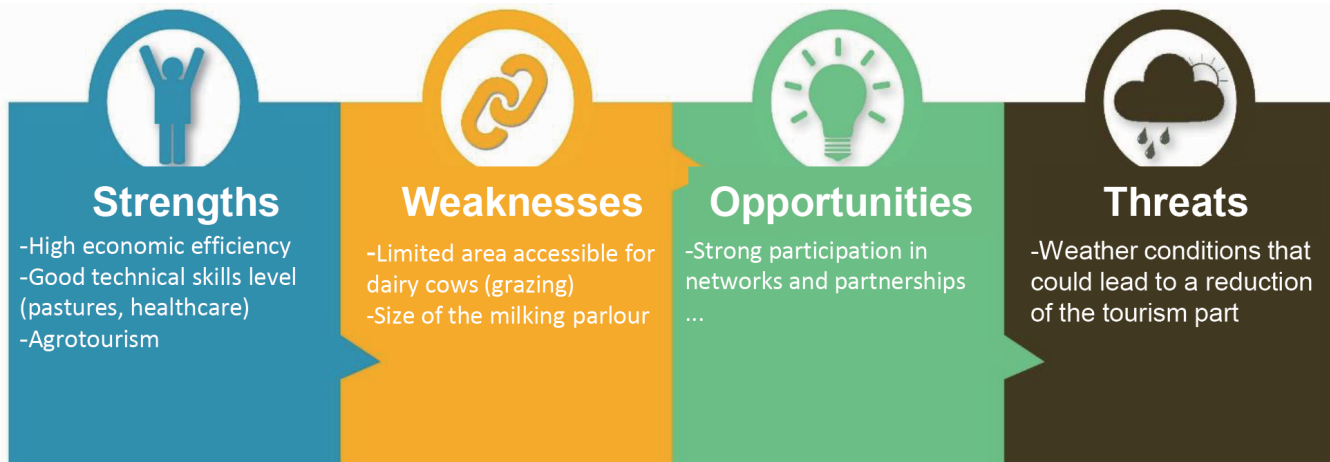 Strengths
-High economic efficiency
-Good technical skills level
(pastures, healthcare)
-Agrotourism
Weaknesses
-Limited area accessible for
dairy cows (grazing)
-Size of the milking parlour
Opportunities
-Strong participation in
networks and partnerships
...
Threats
-Weather conditions that
could lead to a reduction
of the tourism part